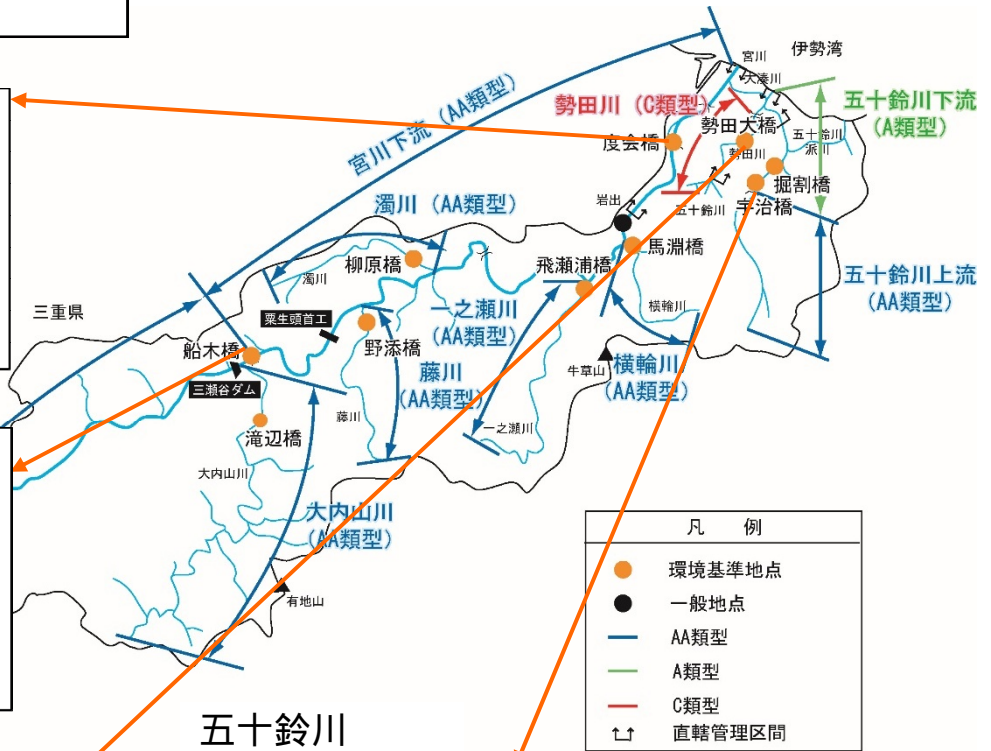 宮川
伊勢湾
大湊川
宮川下流 (AA類型)
勢田川 (C類型)
五十鈴川下流
(A類型)
度会橋
勢田大橋
勢田川
五十鈴川
派川
掘割橋
宇治橋
岩出
五十鈴川
濁川 (AA類型)
柳原橋
濁川
飛瀬浦橋
馬淵橋
五十鈴川上流
(AA類型)
三重県
粟生頭首工
一之瀬川
(AA類型)
横輪川
船木橋
野添橋
牛草山
横輪川
(AA類型)
三瀬谷ダム
藤川
(AA類型)
藤川
一之瀬川
滝辺橋
大内山川
大内山川
(AA類型)
有地山
凡 例
環境基準地点
一般地点
AA類型
A類型
C類型
直轄管理区間
五十鈴川